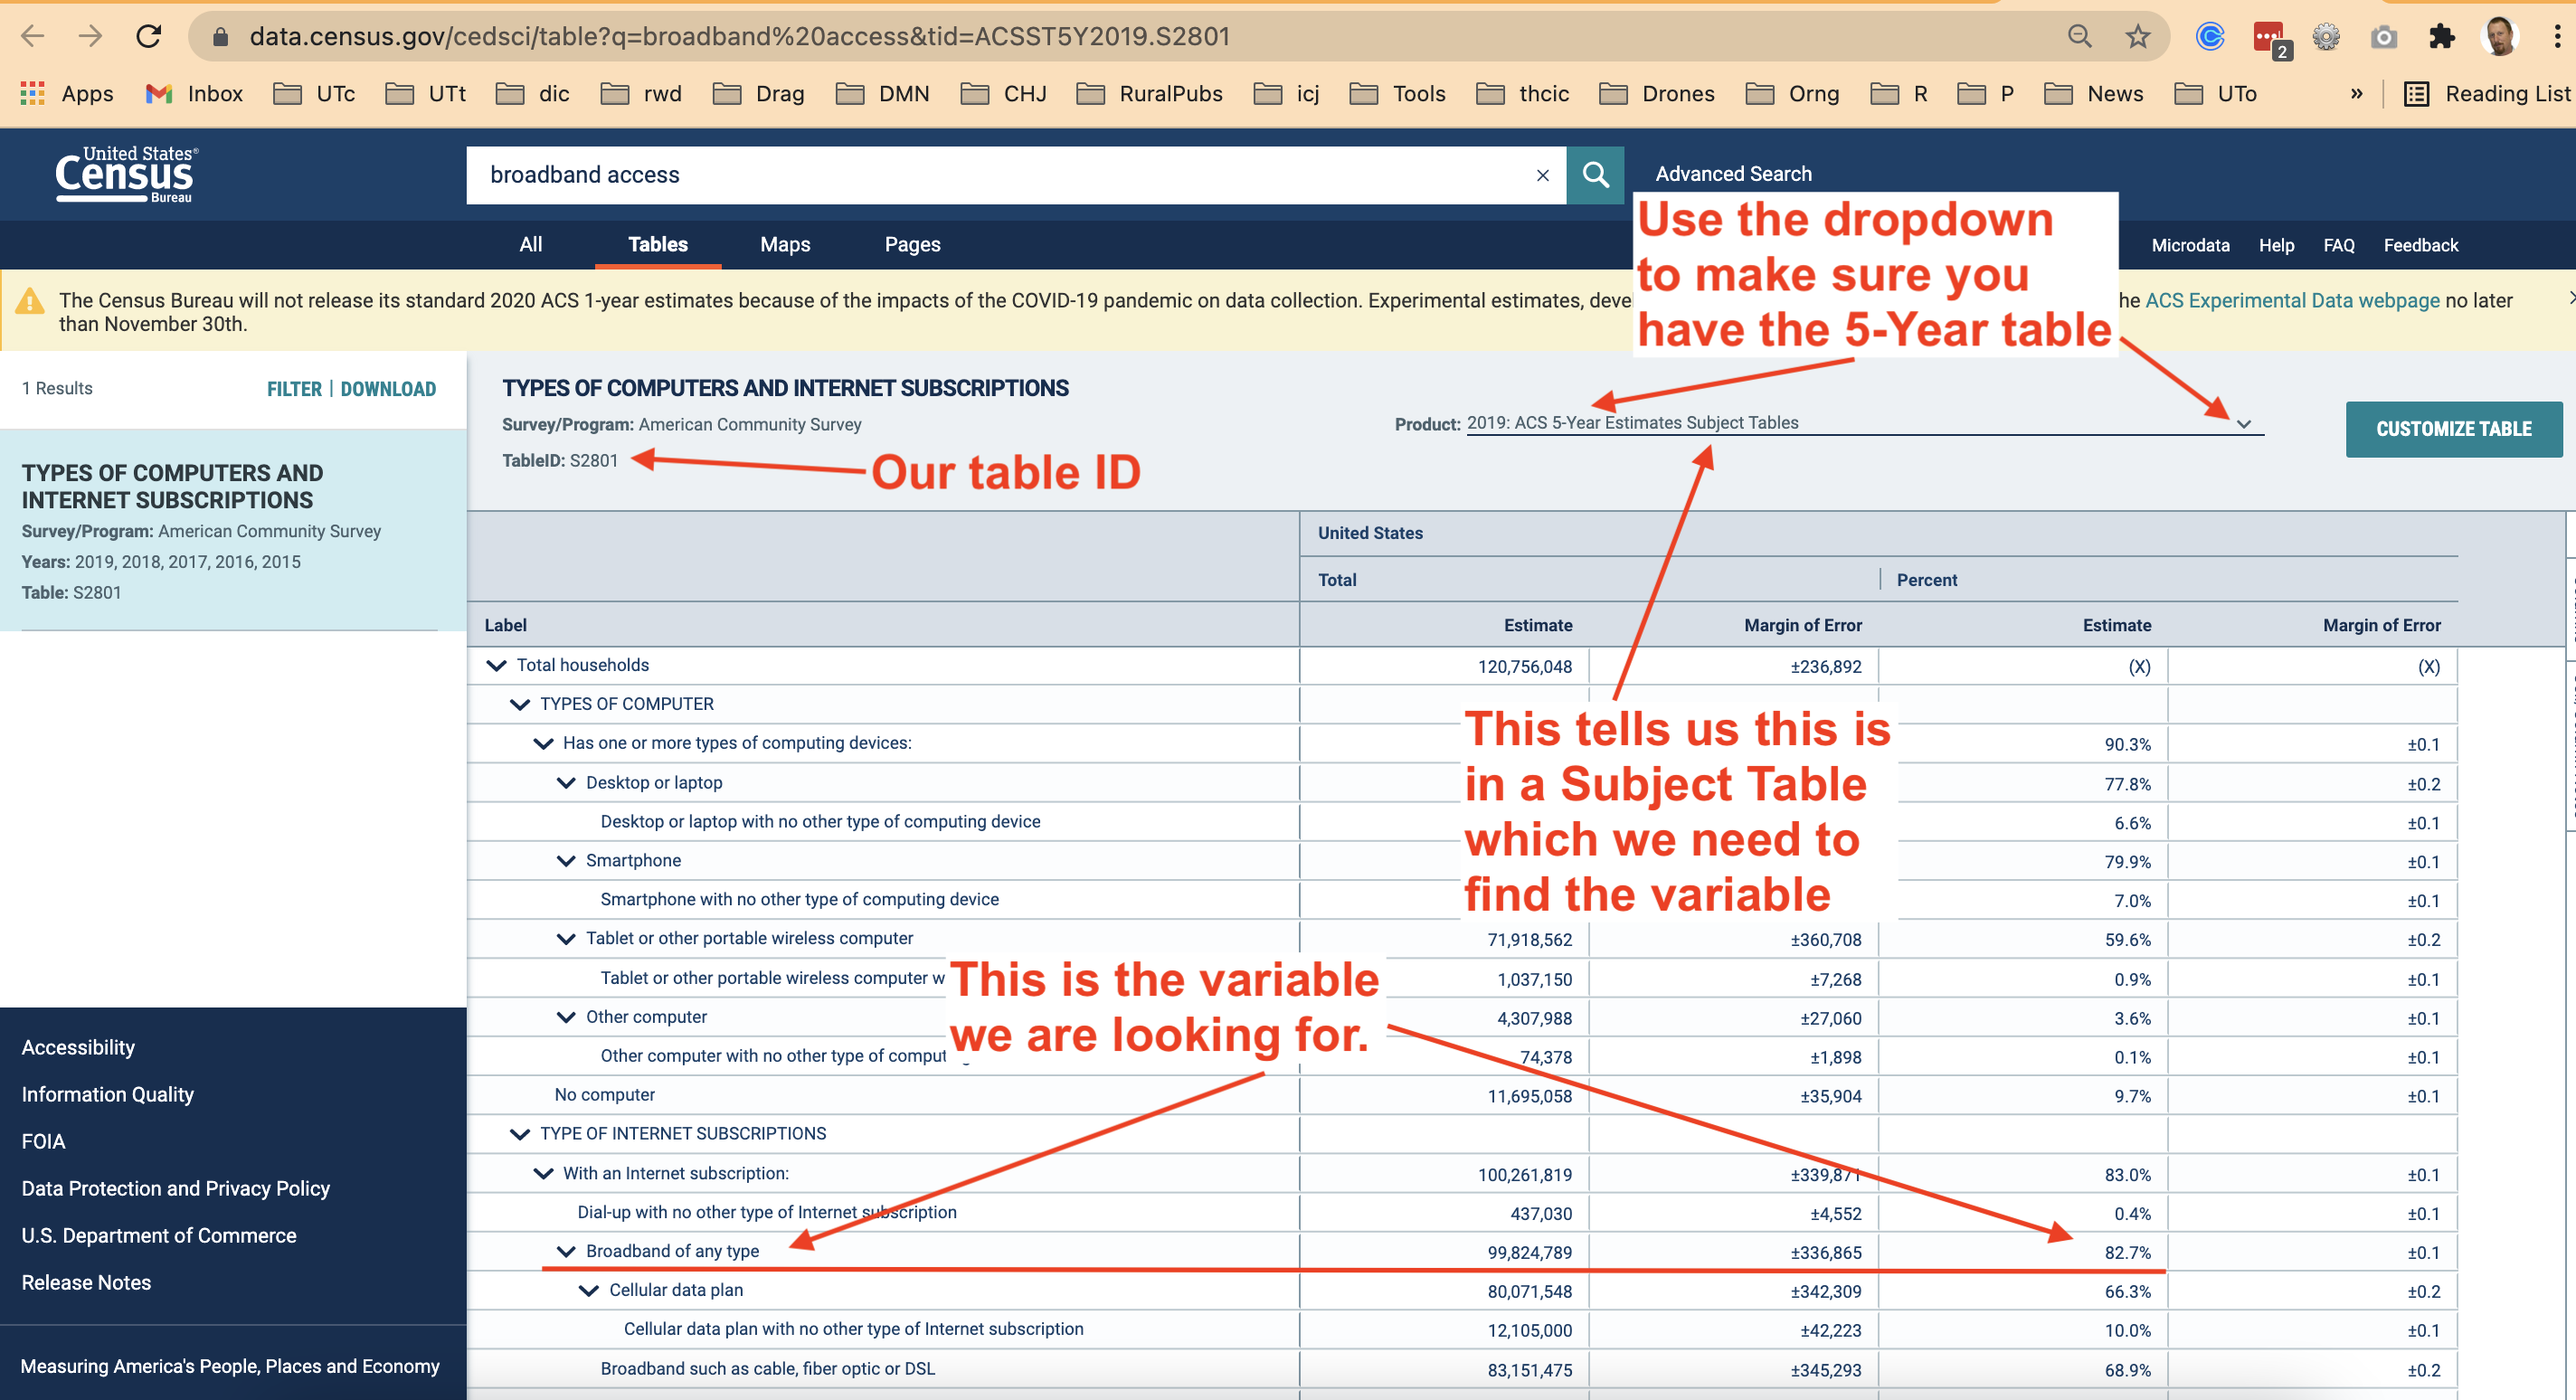 data.census.gov/cedsci/table?q=broadband%20access&tid=ACSST5Y2019.S2801
2
Apps Inbox UTc UTt dic rwd Drag DMN CHJ RuralPubs icj Tools thcic Drones Orng R P News UTo » Reading List
United States®
Census
Bureau
broadband access ×
Advanced Search
All Tables Maps Pages
Microdata Help FAQ Feedback
Use the dropdown
to make sure you
have the 5-Year table
The Census Bureau will not release its standard 2020 ACS 1-year estimates because of the impacts of the COVID-19 pandemic on data collection. Experimental estimates, ACS Experimental Data webpage no later
than November 30th.
1 Results FILTER | DOWNLOAD
TYPES OF COMPUTERS AND
INTERNET SUBSCRIPTIONS
Survey/Program: American Community Survey
Years: 2019, 2018, 2017, 2016, 2015
Table: S2801
TYPES OF COMPUTERS AND INTERNET SUBSCRIPTIONS
Survey/Program: American Community Survey
TableID: S2801
Our table ID
Product: 2019: ACS 5-Year Estimates Subject Tables
CUSTOMIZE TABLE
United States
Total Percent
Label Estimate Margin of Error Estimate Margin of Error
Total households 120,756,048 ±236,892 (X) (X)
TYPES OF COMPUTER
Has one or more types of computing devices: 90.3% ±0.1
Desktop or laptop 77.8% ±0.2
Desktop or laptop with no other type of computing device 6.6% ±0.1
Smartphone 79.9% ±0.1
Smartphone with no other type of computing device 7.0% ±0.1
This tells us this is
in a Subject Table
which we need to
find the variable
Tablet or other portable wireless computer 71,918,562 ±360,708 59.6% ±0.2
Tablet or other portable wireless computer 1,037,150 ±7,268 0.9% ±0.1
Other computer 4,307,988 ±27,060 3.6% ±0.1
Other computer with no other type of 74,378 ±1,898 0.1% ±0.1
This is the variable
we are looking for.
No computer 11,695,058 ±35,904 9.7% ±0.1
TYPE OF INTERNET SUBSCRIPTIONS
With an Internet subscription: 100,261,819 ±339,871 83.0% ±0.1
Dial-up with no other type of Internet subscription 437,030 ±4,552 0.4% ±0.1
Broadband of any type 99,824,789 ±336,865 82.7% ±0.1
Cellular data plan 80,071,548 ±342,309 66.3% ±0.2
Cellular data plan with no other type of Internet subscription 12,105,000 ±42,223 10.0% ±0.1
Broadband such as cable, fiber optic or DSL 83,151,475 ±345,293 68.9% ±0.2
Accessibility
Information Quality
FOIA
Data Protection and Privacy Policy
U.S. Department of Commerce
Release Notes
Measuring America's People, Places and Economy